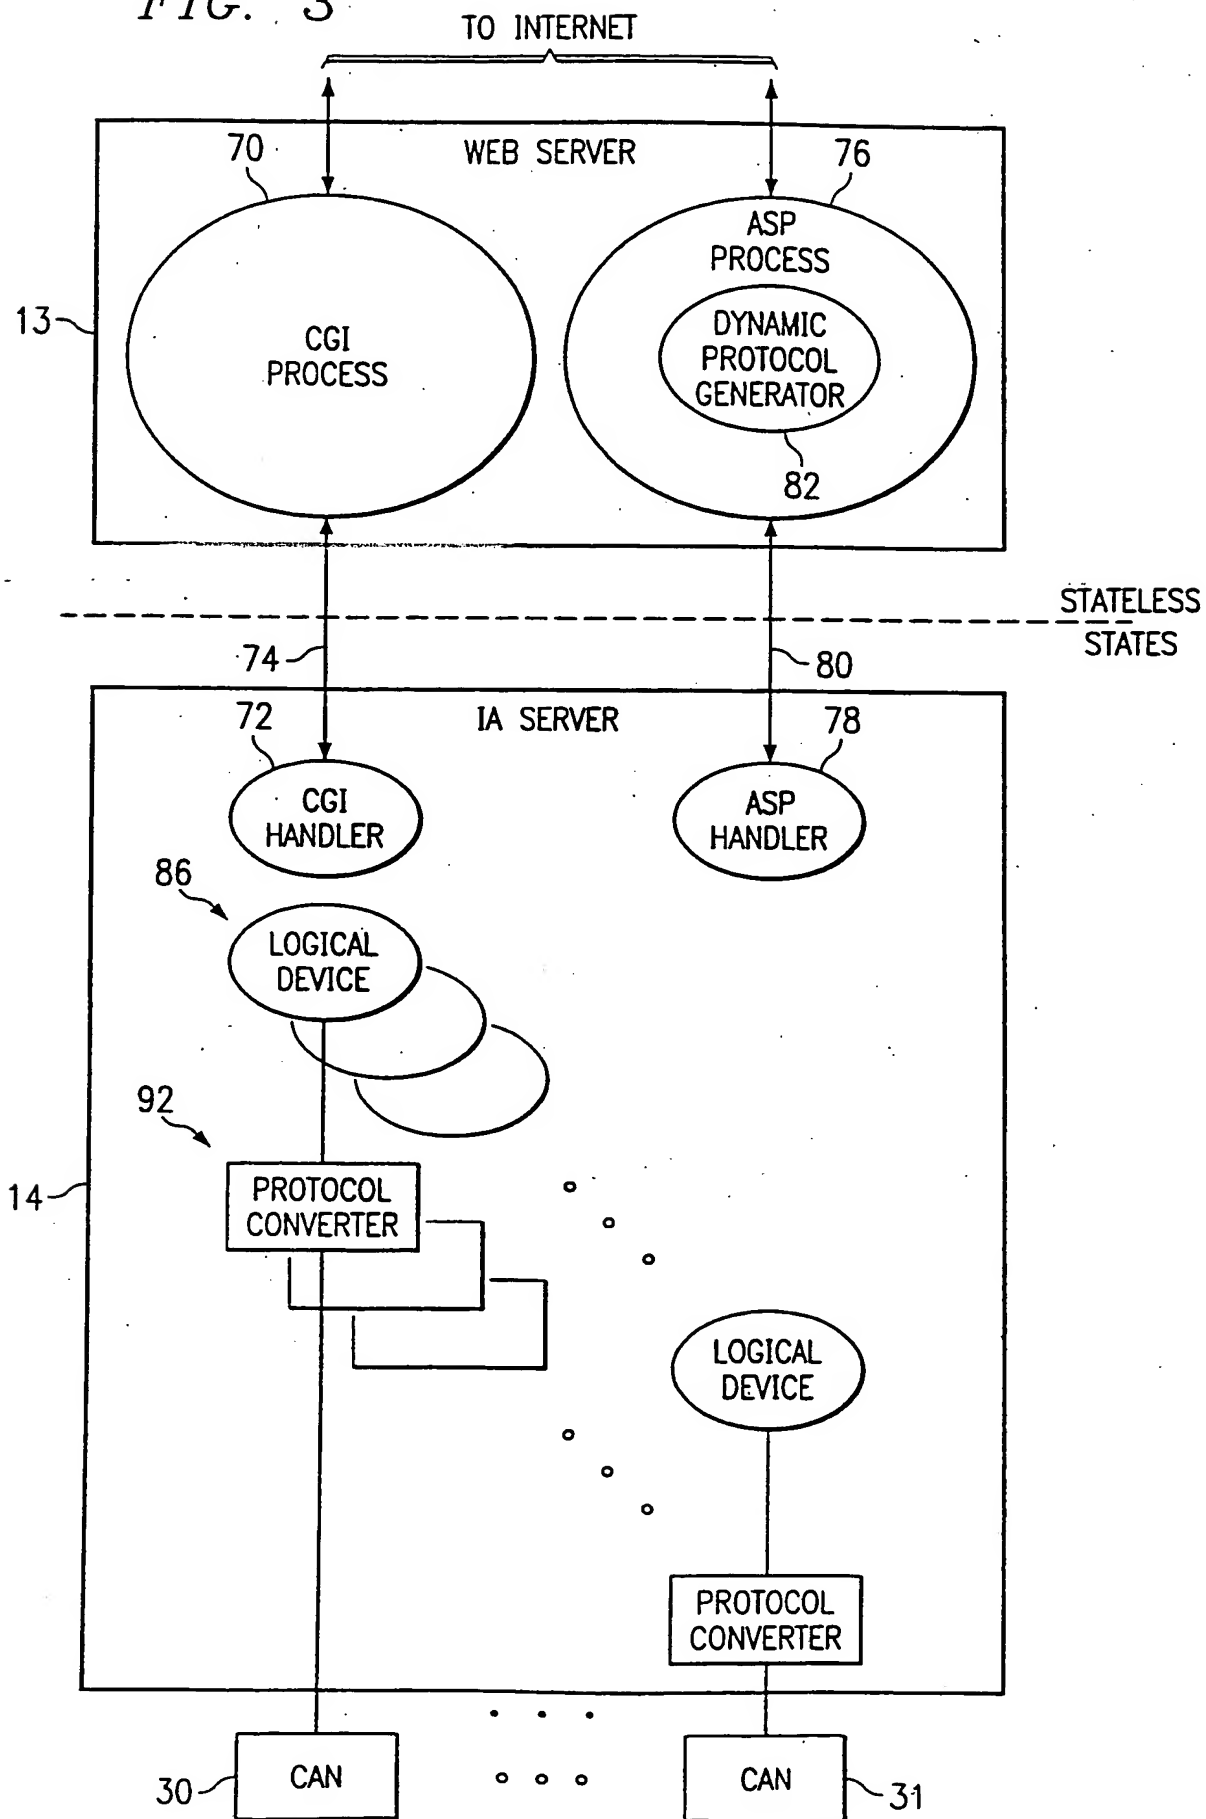 FIG. 3
TO INTERNET
WEB SERVER
70
76
ASP
PROCESS
13
CGI
PROCESS
DYNAMIC
PROTOCOL
GENERATOR
82
STATELESS
STATES
74
80
IA SERVER
72
78
CGI
HANDLER
ASP
HANDLER
86
LOGICAL
DEVICE
92
14
PROTOCOL
CONVERTER
LOGICAL
DEVICE
PROTOCOL
CONVERTER
30
CAN
CAN
31